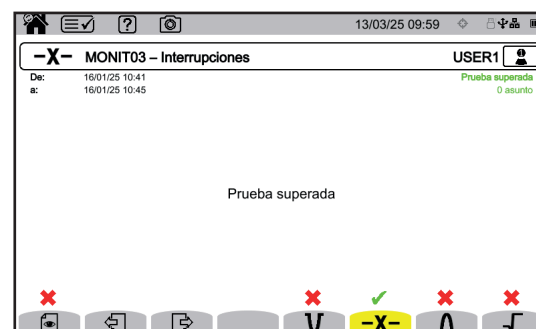 13/03/25 09:59
-X- MONIT03 – Interrupciones USER1
De: 16/01/25 10:41 Prueba superada
a: 16/01/25 10:45 0 asunto
Prueba superada
-X-